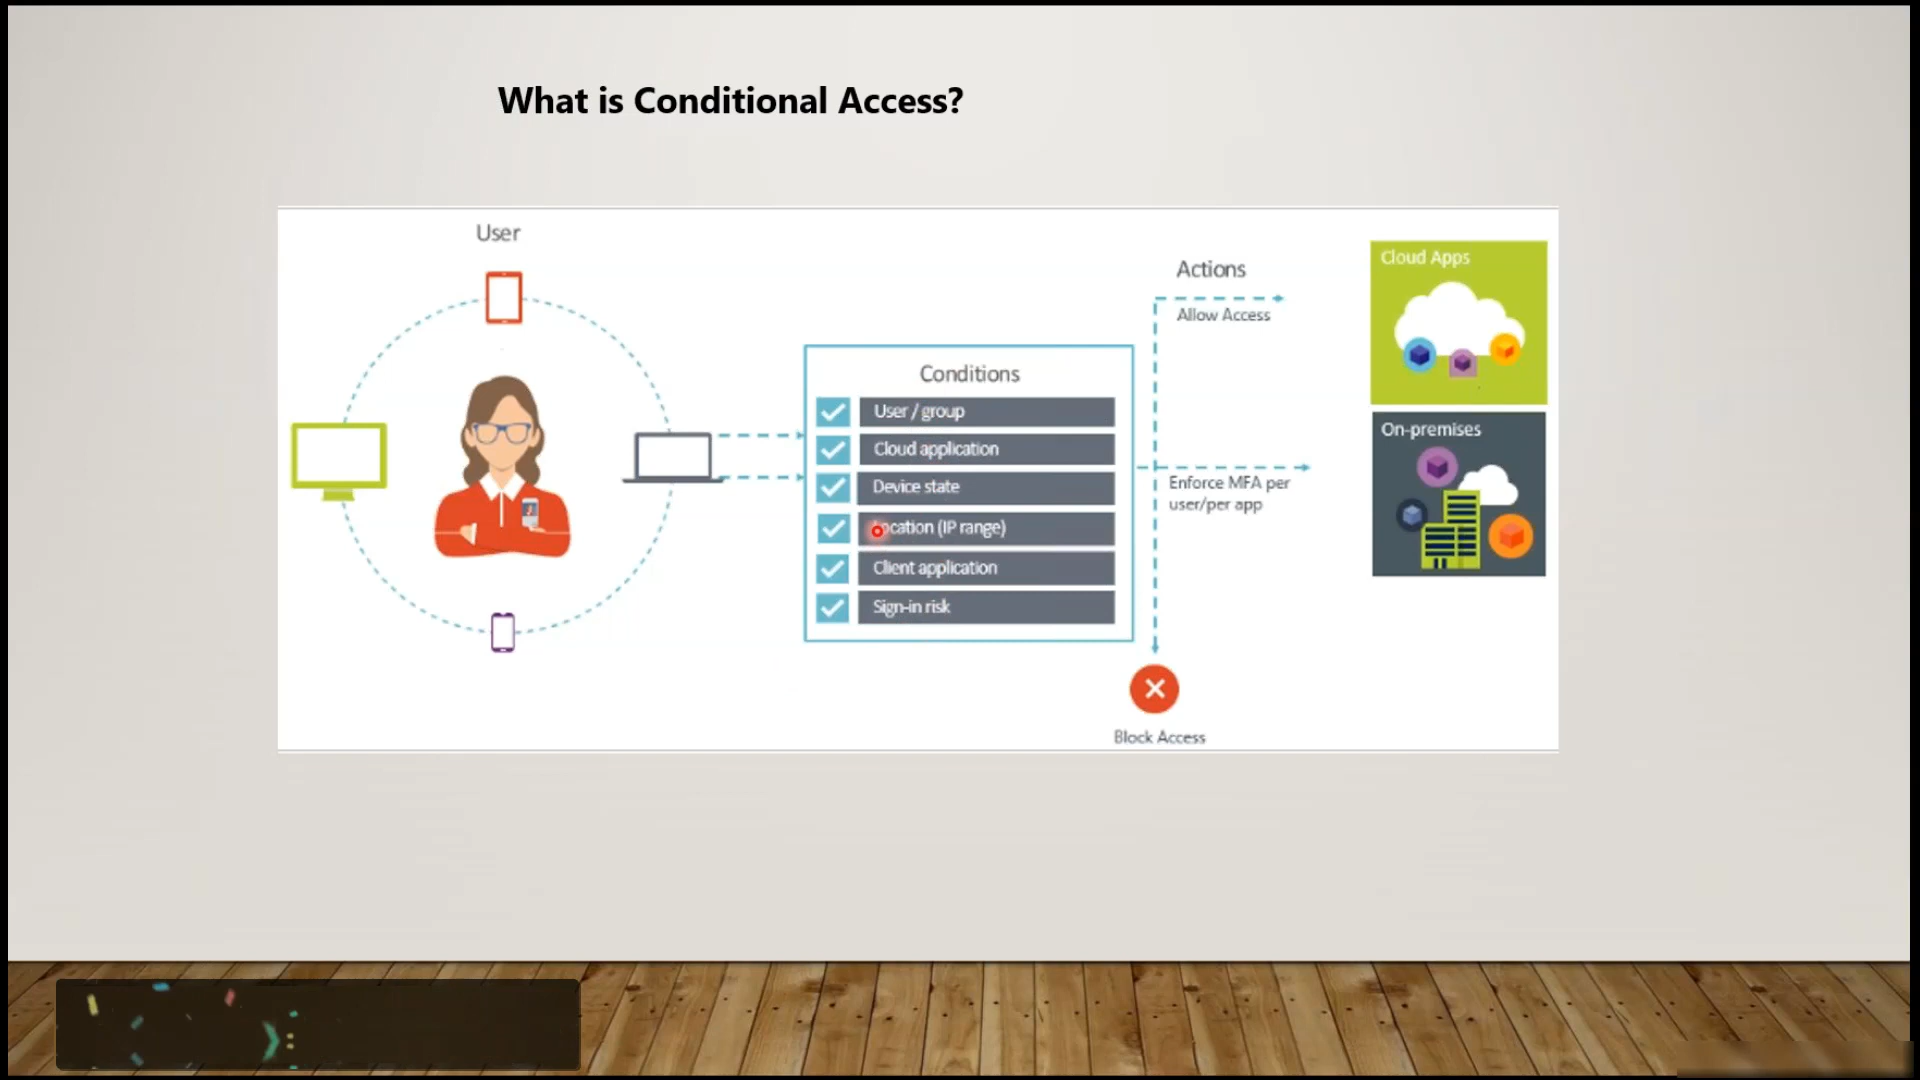 What is Conditional Access?
User
Conditions
User / group
Cloud application
Device state
Location (IP range)
Client application
Sign-in risk
Actions
Allow Access
Enforce MFA per
user/per app
Block Access
Cloud Apps
On-premises